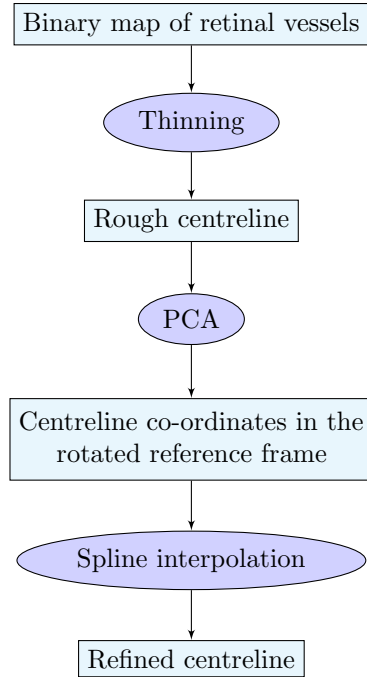 Binary map of retinal vessels
Thinning
Rough centreline
PCA
Centreline co-ordinates in the
rotated reference frame
Spline interpolation
Refined centreline